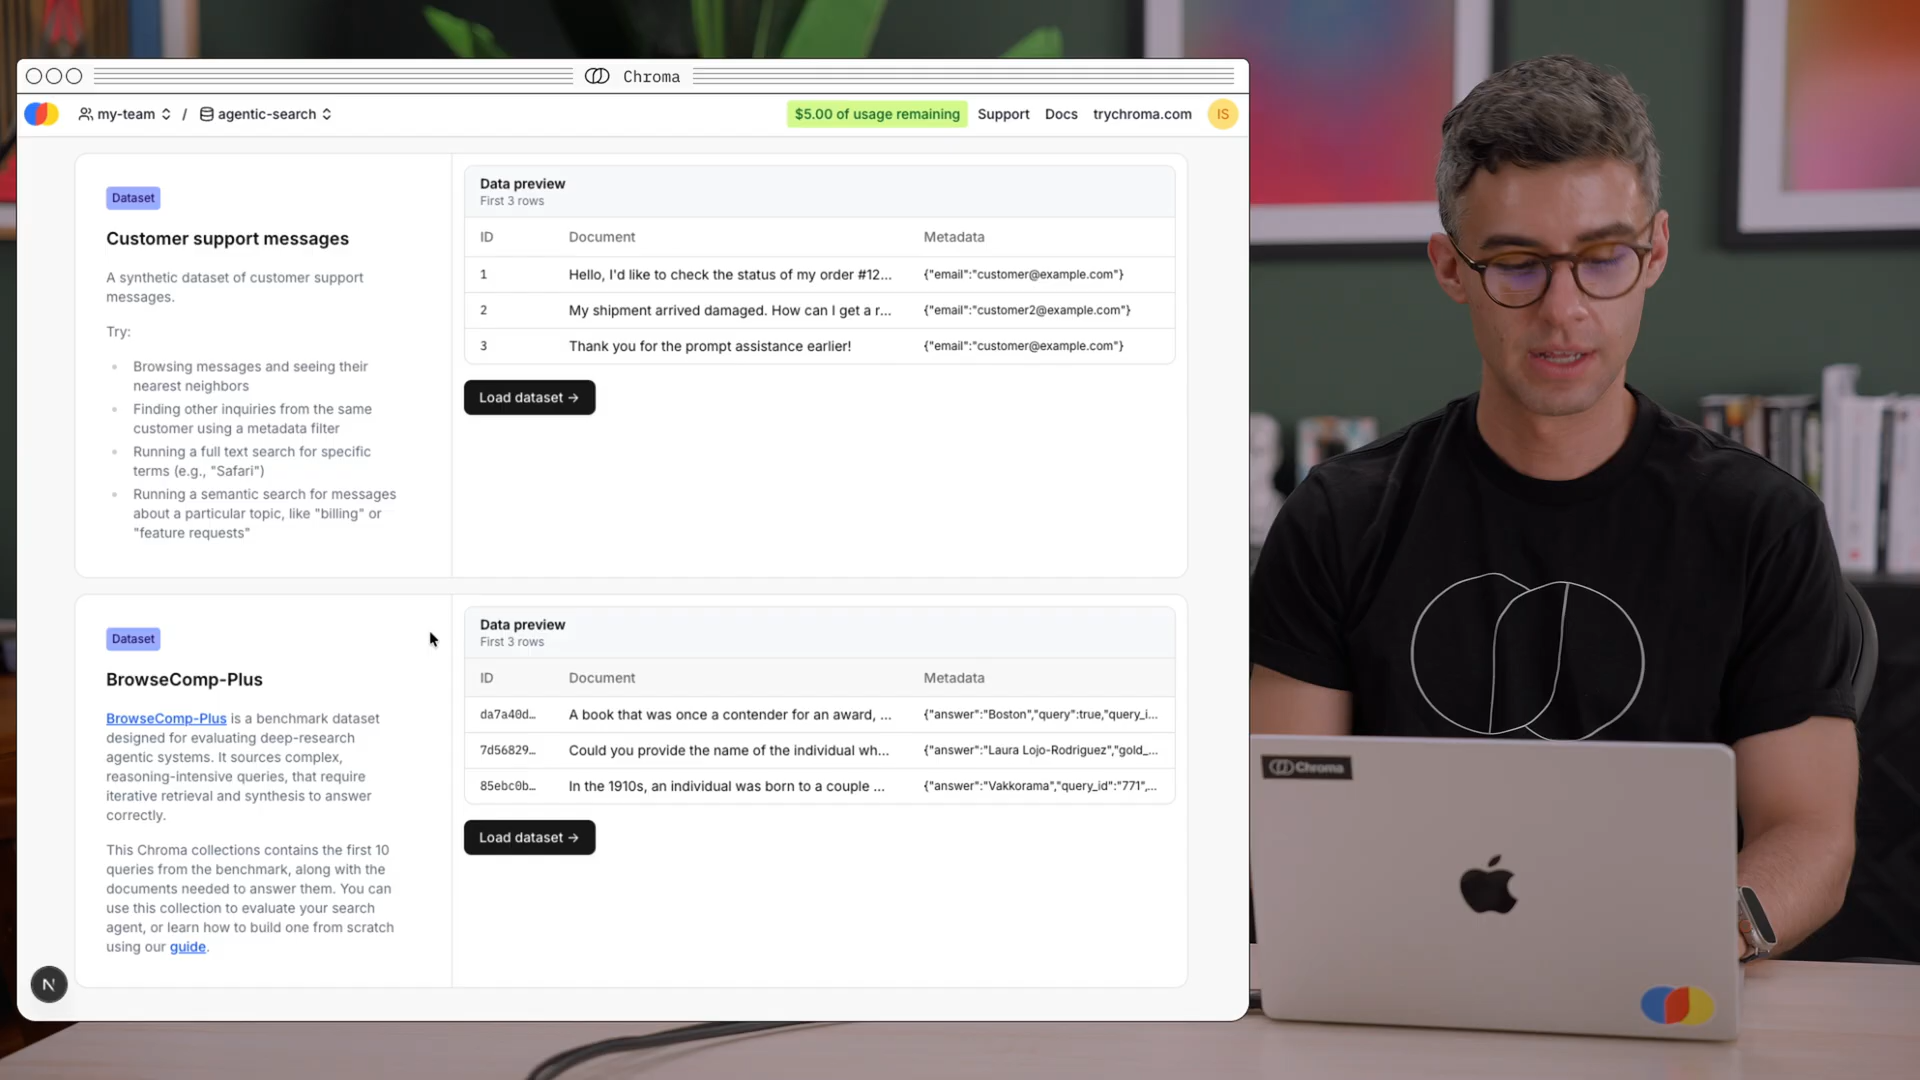 Chroma
my-team / agentic-search
$5.00 of usage remaining Support Docs trychroma.com IS
Dataset
Customer support messages
A synthetic dataset of customer support
messages.
Try:
Browsing messages and seeing their
nearest neighbors
Finding other inquiries from the same
customer using a metadata filter
Running a full text search for specific
terms (e.g., "Safari")
Running a semantic search for messages
about a particular topic, like "billing" or
"feature requests"
Data preview
First 3 rows
ID Document Metadata
1 Hello, I'd like to check the status of my order #12... {"email":"customer@example.com"}
2 My shipment arrived damaged. How can I get a r... {"email":"customer2@example.com"}
3 Thank you for the prompt assistance earlier! {"email":"customer@example.com"}
Load dataset →
Dataset
BrowseComp-Plus
BrowseComp-Plus is a benchmark dataset
designed for evaluating deep-research
agentic systems. It sources complex,
reasoning-intensive queries, that require
iterative retrieval and synthesis to answer
correctly.
This Chroma collections contains the first 10
queries from the benchmark, along with the
documents needed to answer them. You can
use this collection to evaluate your search
agent, or learn how to build one from scratch
using our guide.
Data preview
First 3 rows
ID Document Metadata
da7a40d… A book that was once a contender for an award, ... {"answer":"Boston","query":true,"query_i...
7d56829… Could you provide the name of the individual wh... {"answer":"Laura Lojo-Rodriguez","gold_...
85ebc0b… In the 1910s, an individual was born to a couple ... {"answer":"Vakkorama","query_id":"771",...
Load dataset →
N
Chroma